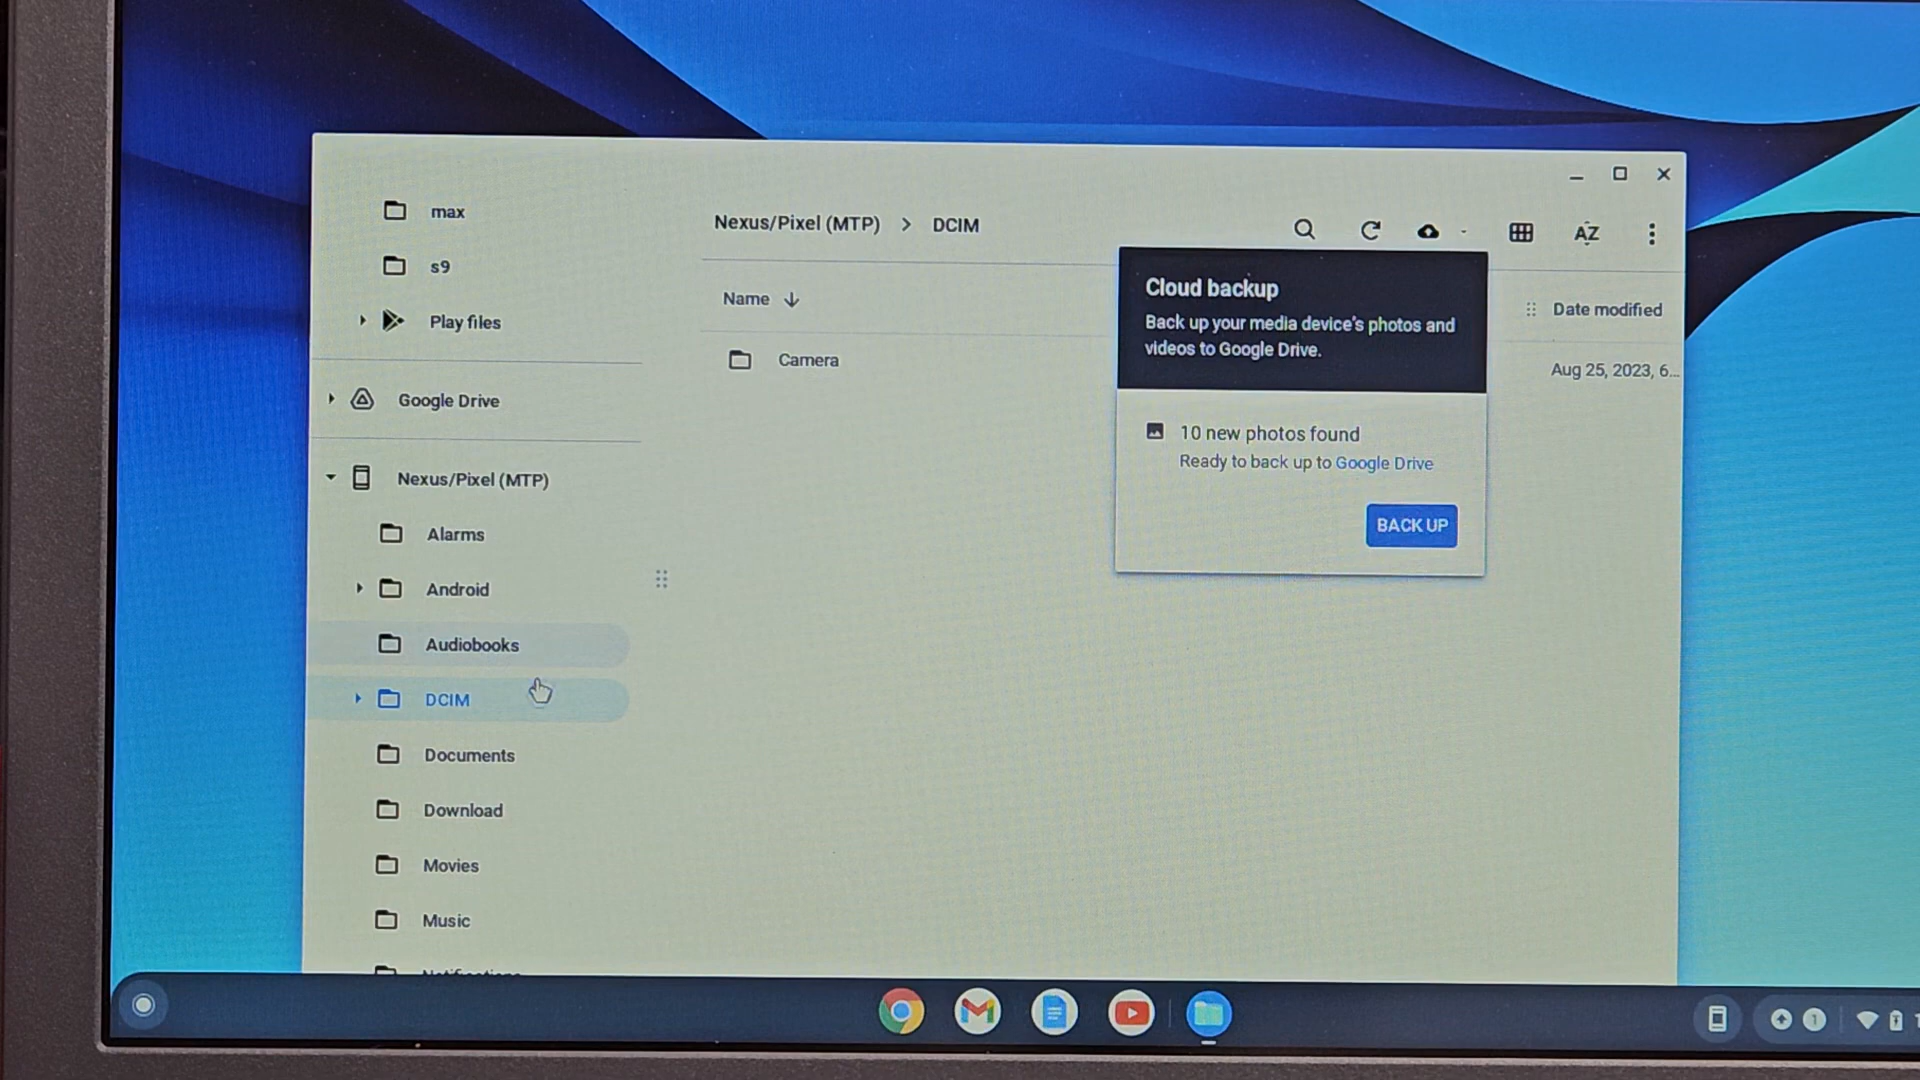 max
s9
Play files
Google Drive
Nexus/Pixel (MTP)
Alarms
Android
Audiobooks
DCIM
Documents
Download
Movies
Music
Notifications
Nexus/Pixel (MTP) > DCIM
AZ
Name
Date modified
Camera
Aug 25, 2023, 6...
Cloud backup
Back up your media device's photos and
videos to Google Drive.
10 new photos found
Ready to back up to Google Drive
BACK UP
1